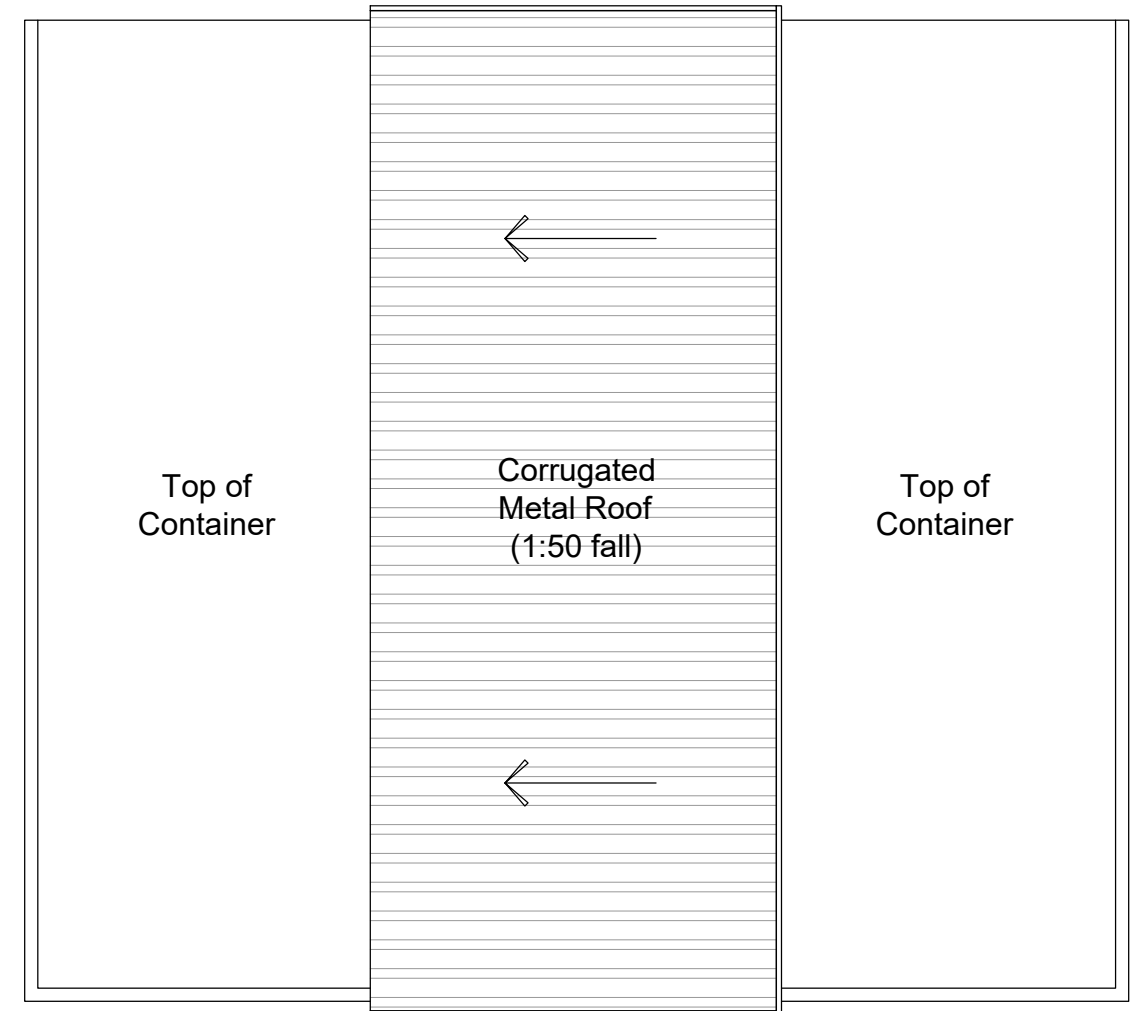 Top of
Container
Corrugated
Metal Roof
(1:50 fall)
Top of
Container